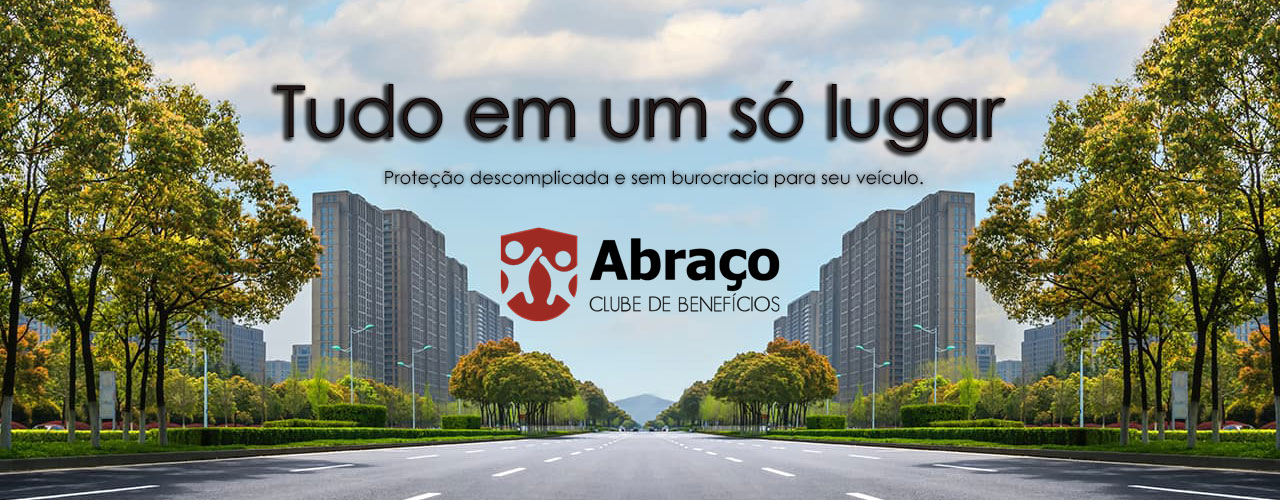 Tudo em um só lugar
Proteção descomplicada e sem burocracia para seu veículo.
Abraço
CLUBE DE BENEFÍCIOS